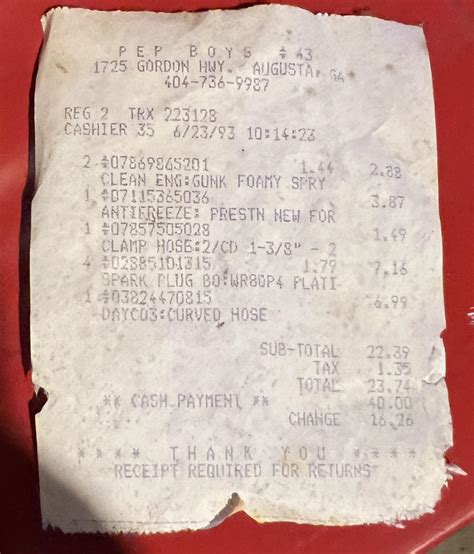 PEP BOYS #43
1725 GORDON HWY. AUGUSTA, GA
404-736-9987
REG 2 TRX 223128
CASHIER 35 6/23/93 10:14:23
2 #07869865201 1.44 2.88
CLEAN ENG:GUNK FOAMY SPRY
1 #07115365036 3.87
ANTIFREEZE: PRESTN NEW FOR
1 #07857505028 1.49
CLAMP HOSE:2/CD 1-3/8" - 2
4 #02885101315 1.79 7.16
SPARK PLUG BO:WR8DP4 PLATI
1 #03824470815 6.99
DAYCO3:CURVED HOSE
SUB-TOTAL 22.39
TAX 1.35
TOTAL 23.74
** CASH PAYMENT ** 40.00
CHANGE 16.26
**** THANK YOU ****
RECEIPT REQUIRED FOR RETURNS